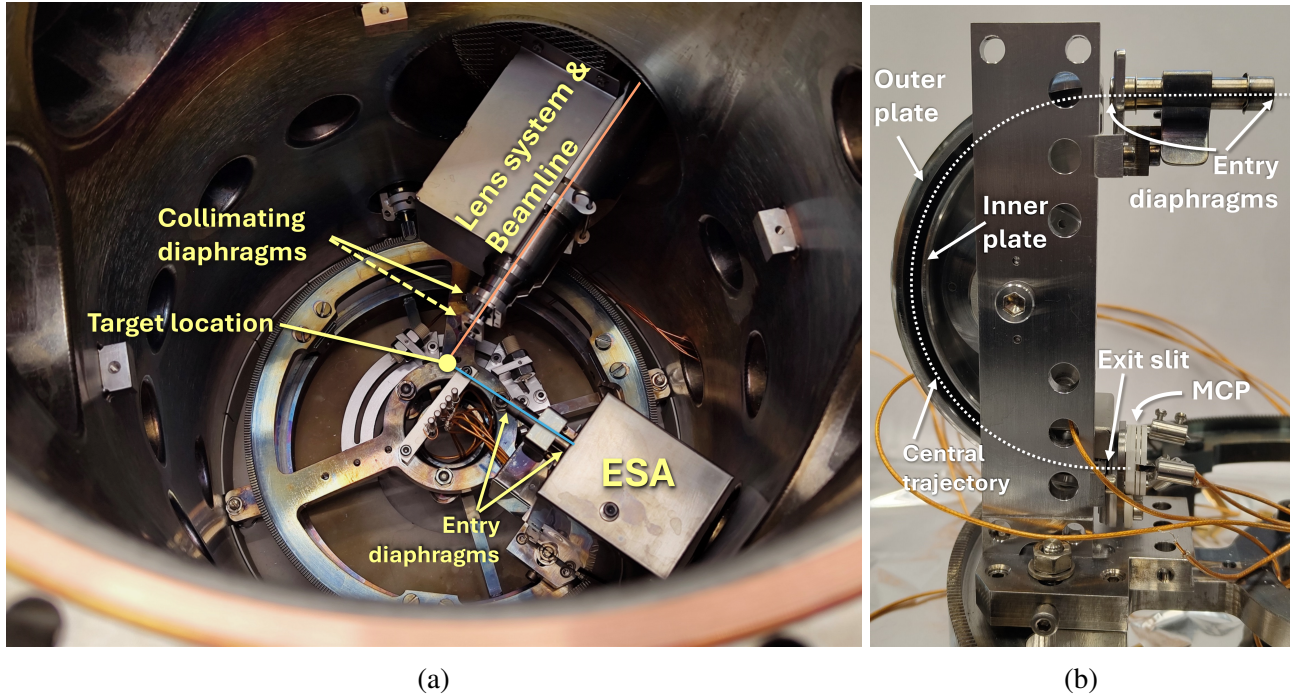 Lens system &
Beamline
Collimating
diaphragms
Target location
ESA
Entry
diaphragms
(a)
Outer
plate
Inner
plate
Entry
diaphragms
Exit slit
MCP
Central
trajectory
(b)